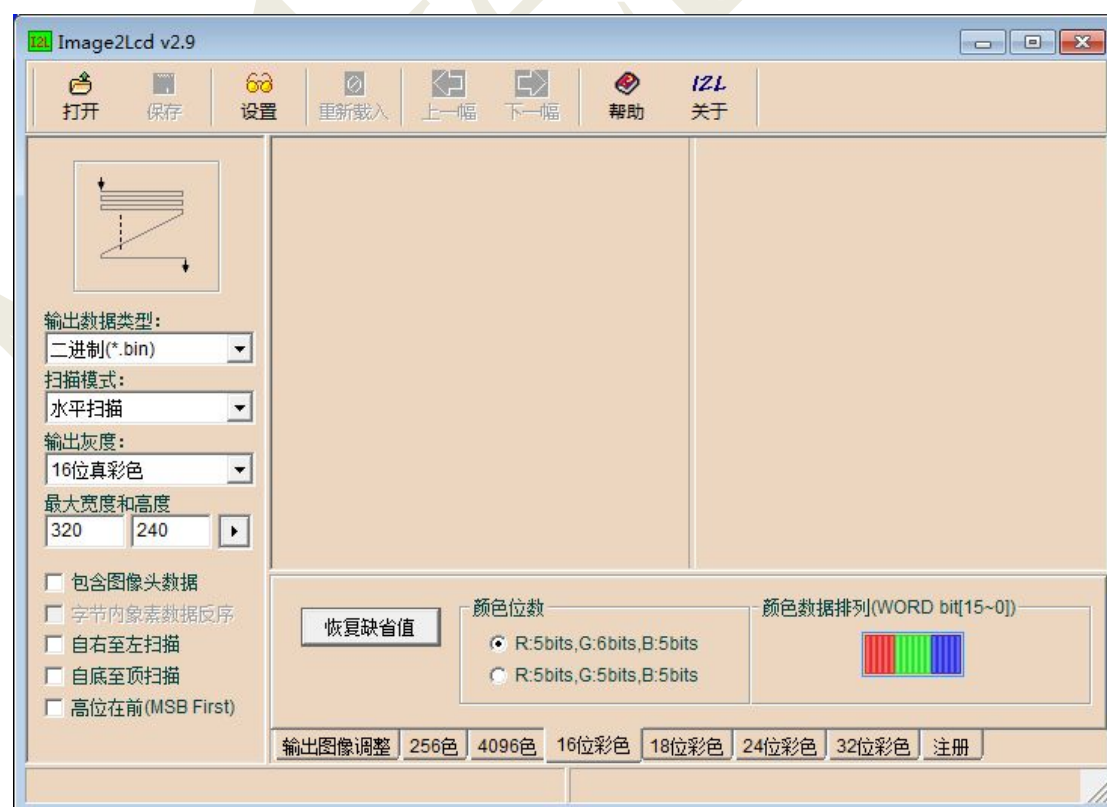 I2L Image2Lcd v2.9
打开 保存 设置 重新载入 上一幅 下一幅 帮助 I2L 关于
输出数据类型:
二进制(*.bin)
扫描模式:
水平扫描
输出灰度:
16位真彩色
最大宽度和高度
320 240
包含图像头数据
字节内象素数据反序
自右至左扫描
自底至顶扫描
高位在前(MSB First)
恢复缺省值
颜色位数
R:5bits,G:6bits,B:5bits
R:5bits,G:5bits,B:5bits
颜色数据排列(WORD bit[15~0])
输出图像调整 256色 4096色 16位彩色 18位彩色 24位彩色 32位彩色 注册